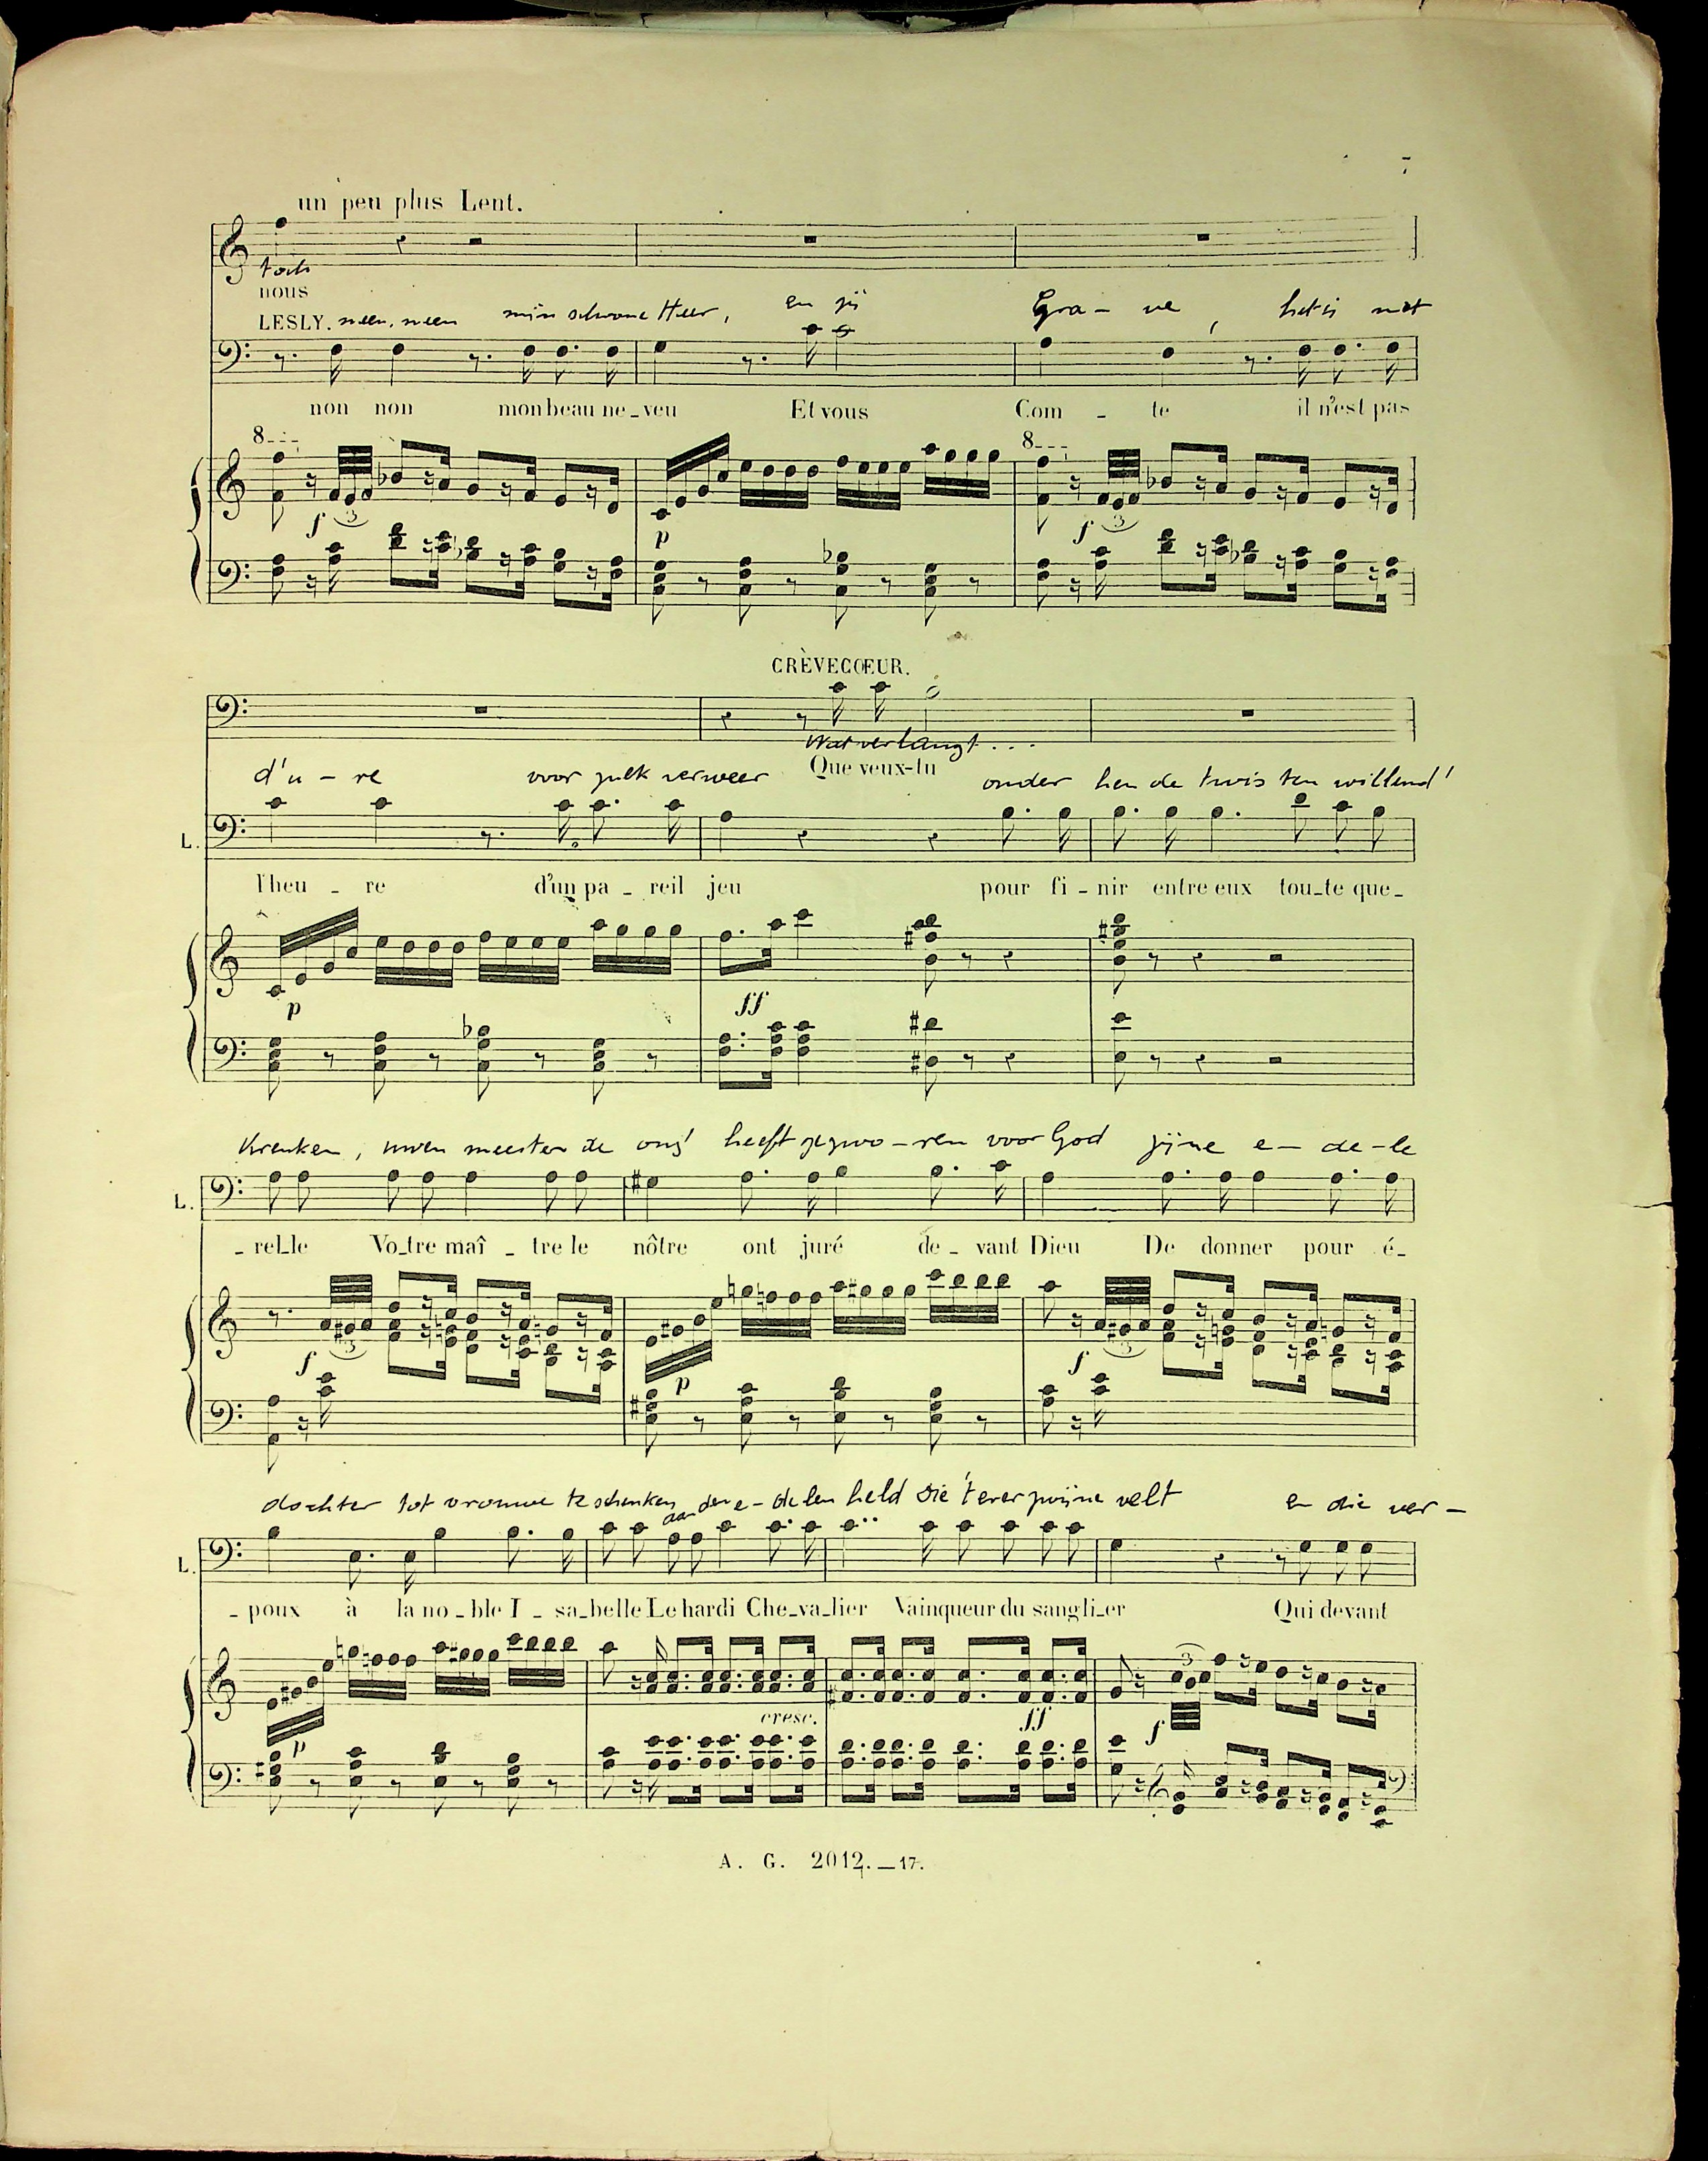 7
un peu plus Lent.
toch
nous
LESLY. neen, neen mijn schoone Heer, en jij Gra - ve, het is niet
non non mon beau ne_veu Et vous Com - te il n'est pas
8---
8---
f 3 p f 3
CRÈVECŒUR.
Wat verlangt...
Que veux-tu
d'u - re voor zulk verweer onder hen de twis ten willend'
L.
l'heu - re d'un pa - reil jeu pour fi - nir entre eux tou_te que_
p ff
Krenken, uwen meester de onz' heeft gezwo - ren voor God zijne e - de - le
L.
_ rel_le Vo_tre maî - tre le nôtre ont juré de - vant Dieu De donner pour é_
f 3 p f 3
dochter tot vrouwe te schenken aan den e - de len held die 't everzwijne velt en die ver -
L.
_ poux à la no - ble I - sa_belle Le hardi Che_va_lier Vainqueur du sangli_er Qui devant
p cresc. ff f 3
A. G. 2012._17.